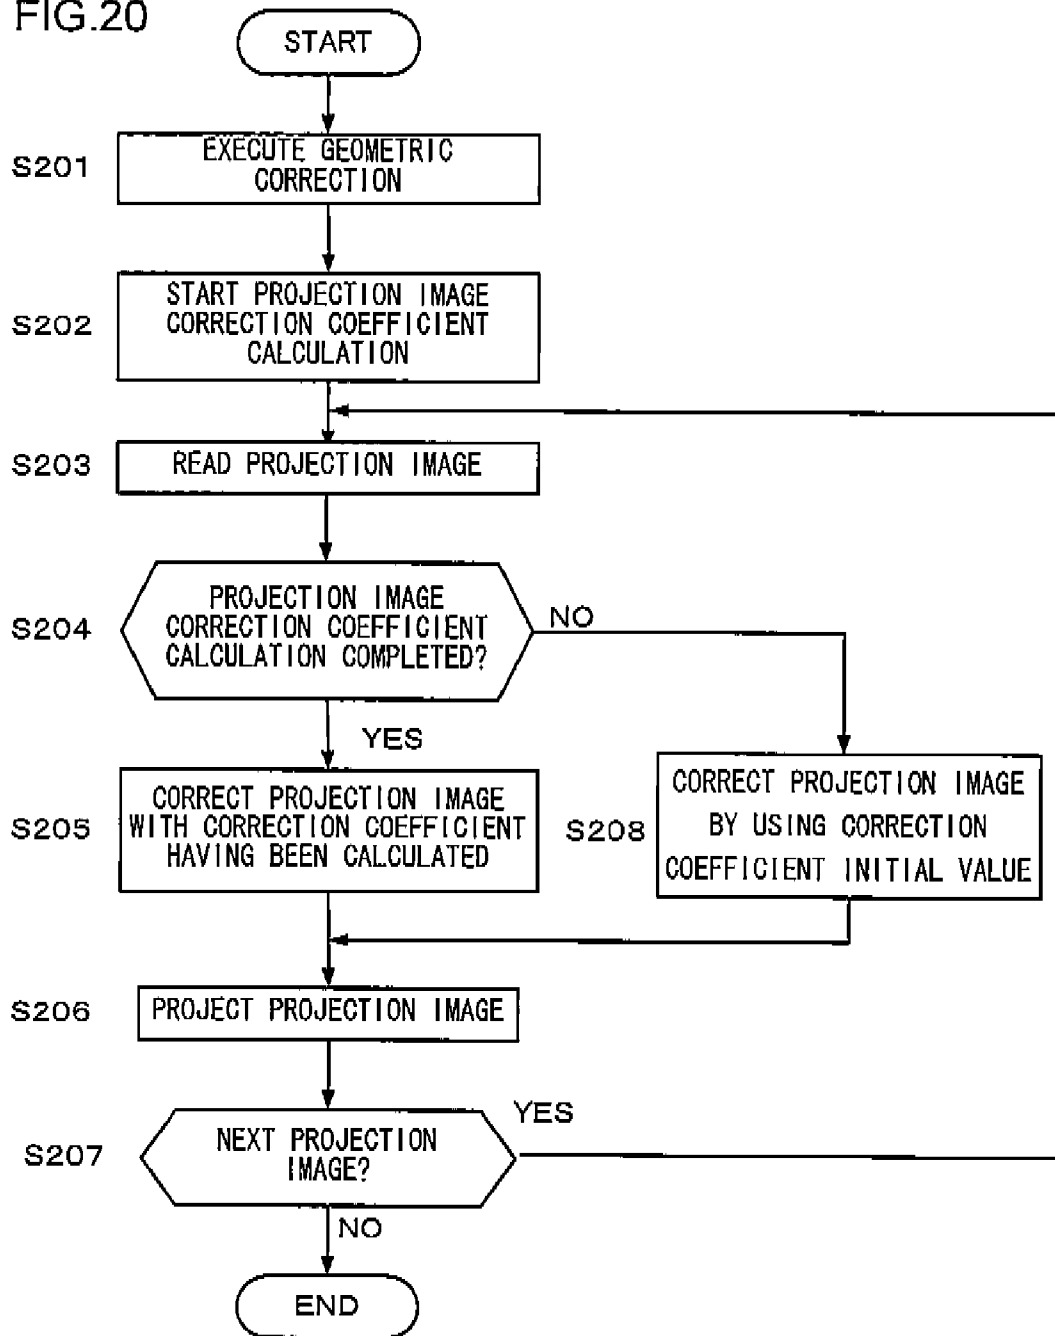 FIG.20
START
S201
EXECUTE GEOMETRIC
CORRECTION
S202
START PROJECTION IMAGE
CORRECTION COEFFICIENT
CALCULATION
S203
READ PROJECTION IMAGE
S204
PROJECTION IMAGE
CORRECTION COEFFICIENT
CALCULATION COMPLETED?
NO
YES
S205
CORRECT PROJECTION IMAGE
WITH CORRECTION COEFFICIENT
HAVING BEEN CALCULATED
S208
CORRECT PROJECTION IMAGE
BY USING CORRECTION
COEFFICIENT INITIAL VALUE
S206
PROJECT PROJECTION IMAGE
S207
NEXT PROJECTION
IMAGE?
YES
NO
END